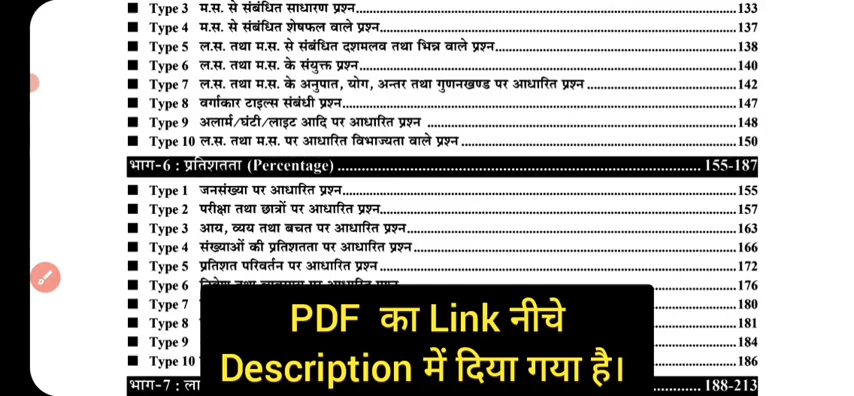 ■ Type 3 म.स. से संबंधित साधारण प्रश्न....................133
■ Type 4 म.स. से संबंधित शेषफल वाले प्रश्न....................137
■ Type 5 ल.स. तथा म.स. से संबंधित दशमलव तथा भिन्न वाले प्रश्न....................138
■ Type 6 ल.स. तथा म.स. के संयुक्त प्रश्न....................140
■ Type 7 ल.स. तथा म.स. के अनुपात, योग, अन्तर तथा गुणनखण्ड पर आधारित प्रश्न....................142
■ Type 8 वर्गाकार टाइल्स संबंधी प्रश्न....................147
■ Type 9 अलार्म/घंटी/लाइट आदि पर आधारित प्रश्न ....................148
■ Type 10 ल.स. तथा म.स. पर आधारित विभाज्यता वाले प्रश्न....................150
भाग-6 : प्रतिशतता (Percentage) .................... 155-187
■ Type 1 जनसंख्या पर आधारित प्रश्न....................155
■ Type 2 परीक्षा तथा छात्रों पर आधारित प्रश्न....................157
■ Type 3 आय, व्यय तथा बचत पर आधारित प्रश्न....................163
■ Type 4 संख्याओं की प्रतिशतता पर आधारित प्रश्न....................166
■ Type 5 प्रतिशत परिवर्तन पर आधारित प्रश्न....................172
■ Type 6 ....................176
■ Type 7 ....................180
■ Type 8 ....................181
■ Type 9 ....................184
■ Type 10 ....................186
भाग-7 : ला .................... 188-213
PDF का Link नीचे
Description में दिया गया है।